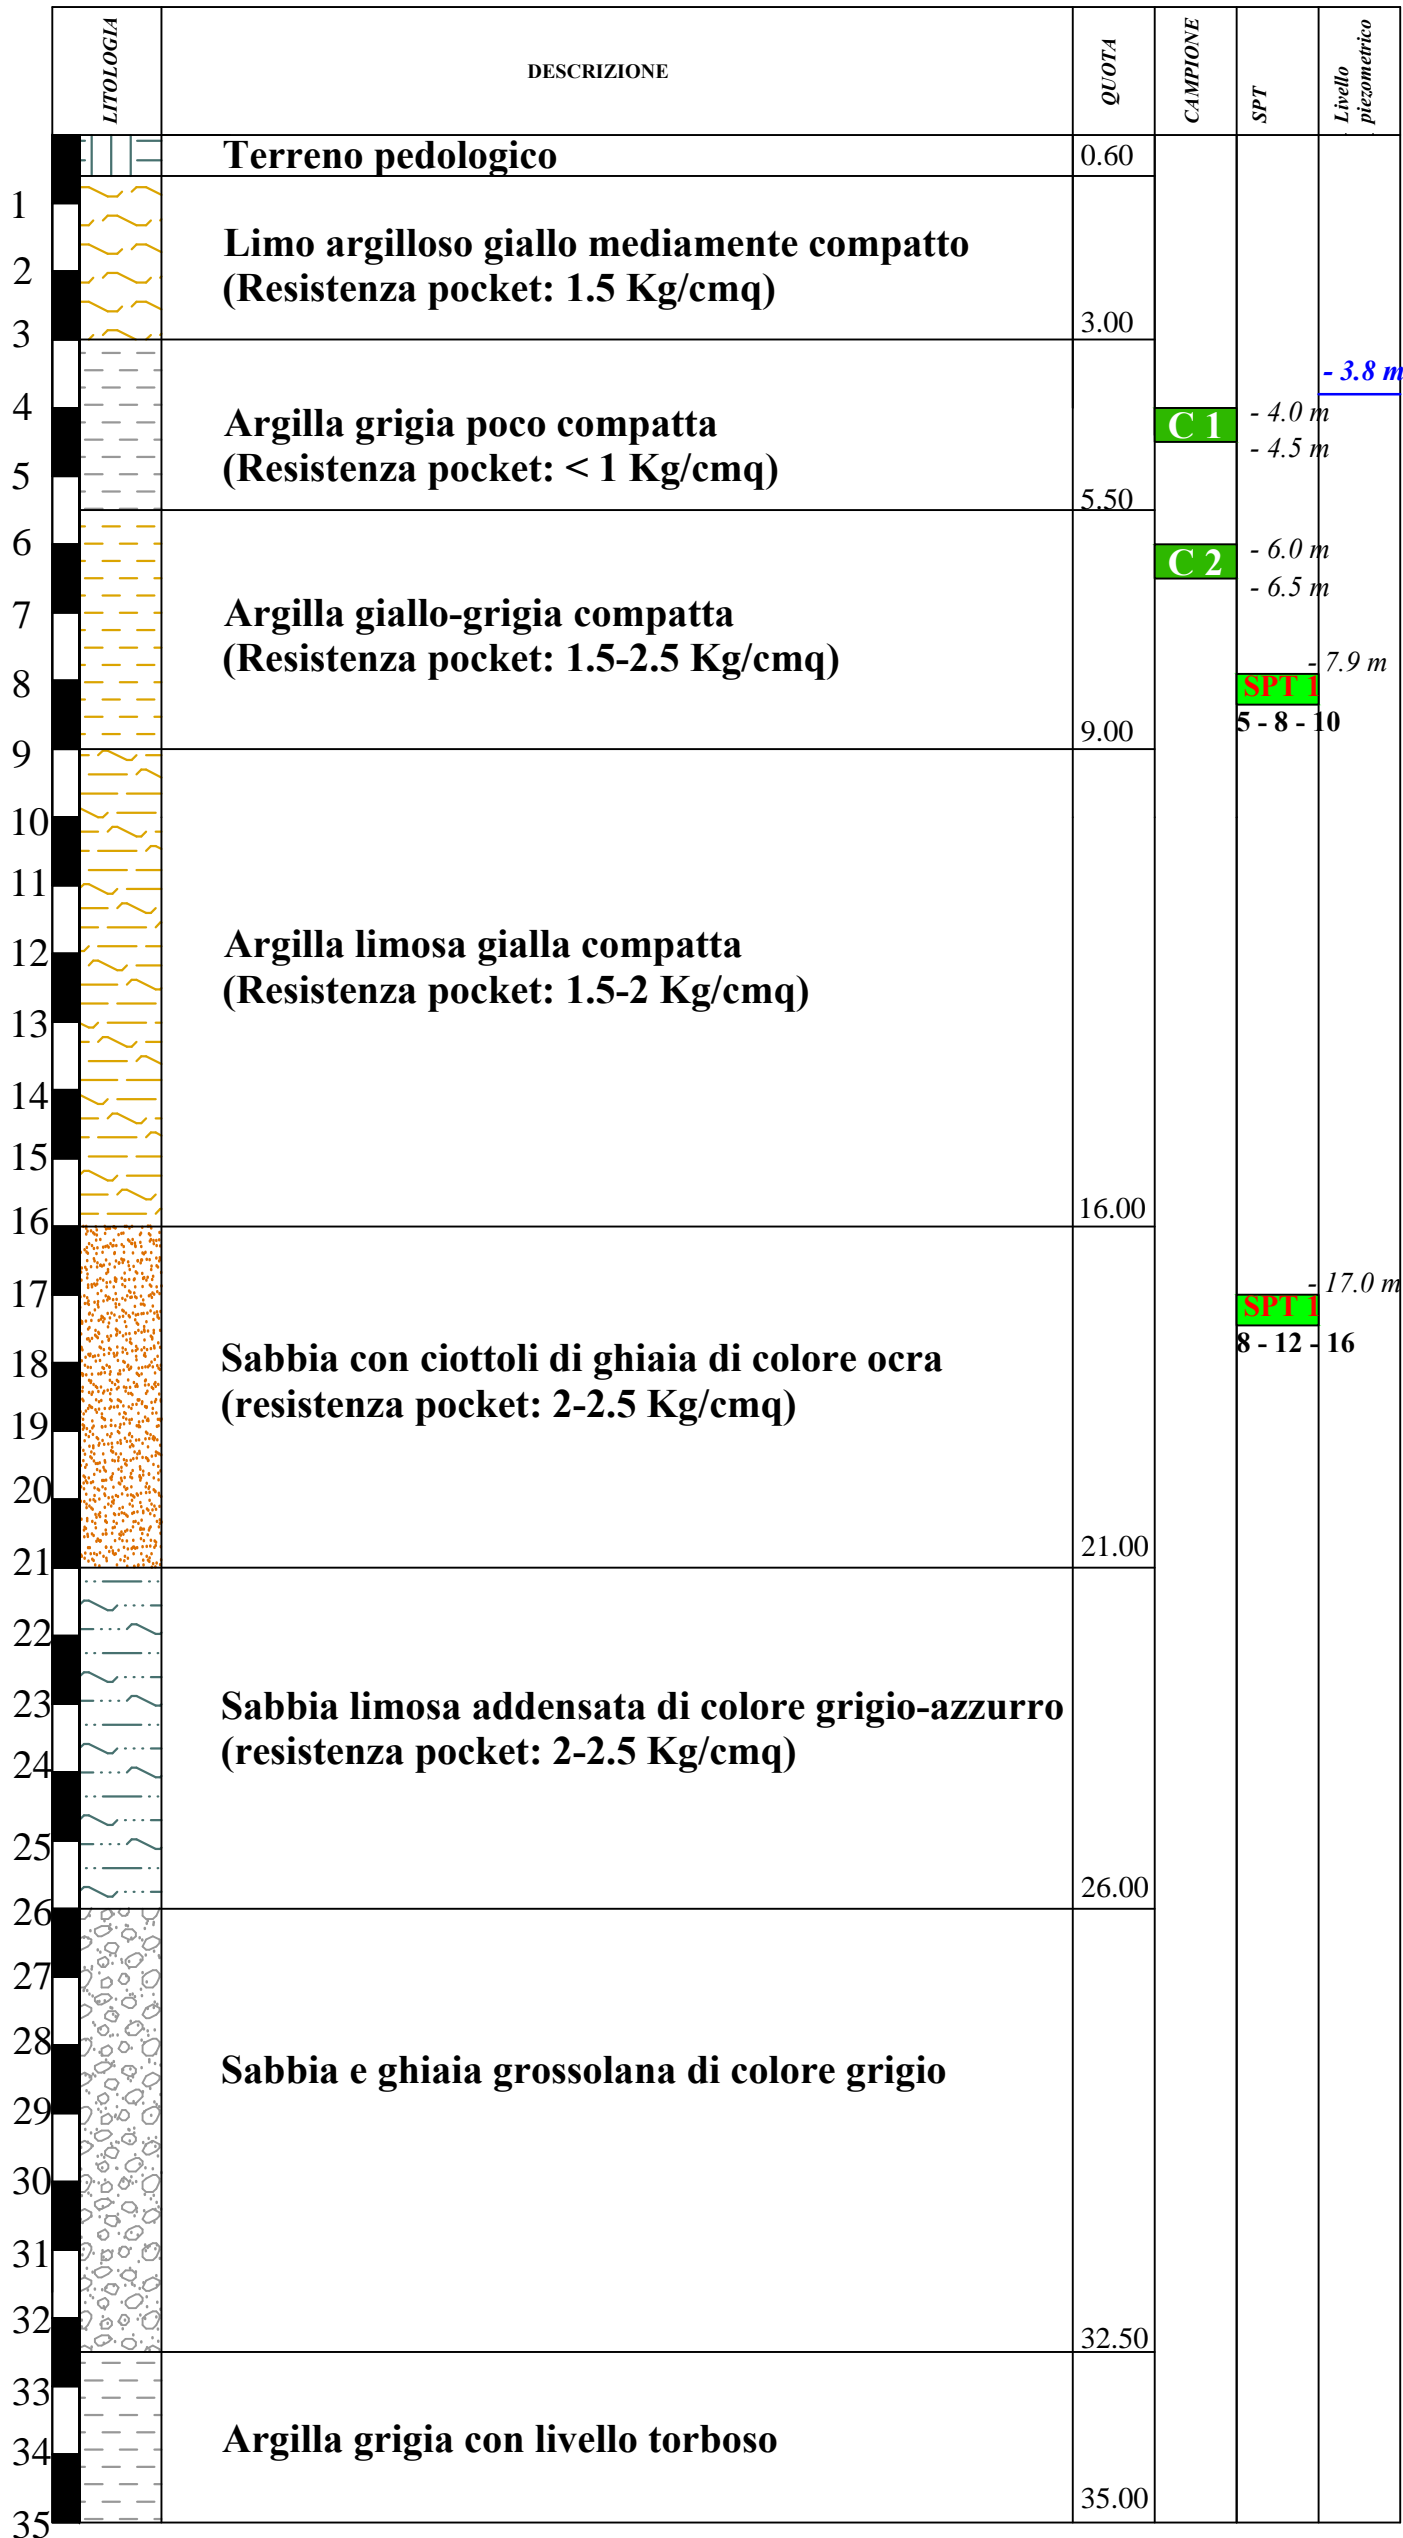 LITOLOGIA
DESCRIZIONE
QUOTA
CAMPIONE
SPT
Livello
piezometrico
Terreno pedologico
0.60
1
Limo argilloso giallo mediamente compatto
2
(Resistenza pocket: 1.5 Kg/cmq)
3.00
3
- 3.8 m
4
Argilla grigia poco compatta
C 1
- 4.0 m
(Resistenza pocket: < 1 Kg/cmq)
- 4.5 m
5
5.50
6
C 2
- 6.0 m
- 6.5 m
7
Argilla giallo-grigia compatta
(Resistenza pocket: 1.5-2.5 Kg/cmq)
- 7.9 m
8
SPT 1
5 - 8 - 10
9.00
9
10
11
Argilla limosa gialla compatta
12
(Resistenza pocket: 1.5-2 Kg/cmq)
13
14
15
16.00
16
- 17.0 m
17
SPT 1
8 - 12 - 16
Sabbia con ciottoli di ghiaia di colore ocra
18
(resistenza pocket: 2-2.5 Kg/cmq)
19
20
21.00
21
22
Sabbia limosa addensata di colore grigio-azzurro
23
(resistenza pocket: 2-2.5 Kg/cmq)
24
25
26.00
26
27
28
Sabbia e ghiaia grossolana di colore grigio
29
30
31
32
32.50
33
Argilla grigia con livello torboso
34
35.00
35